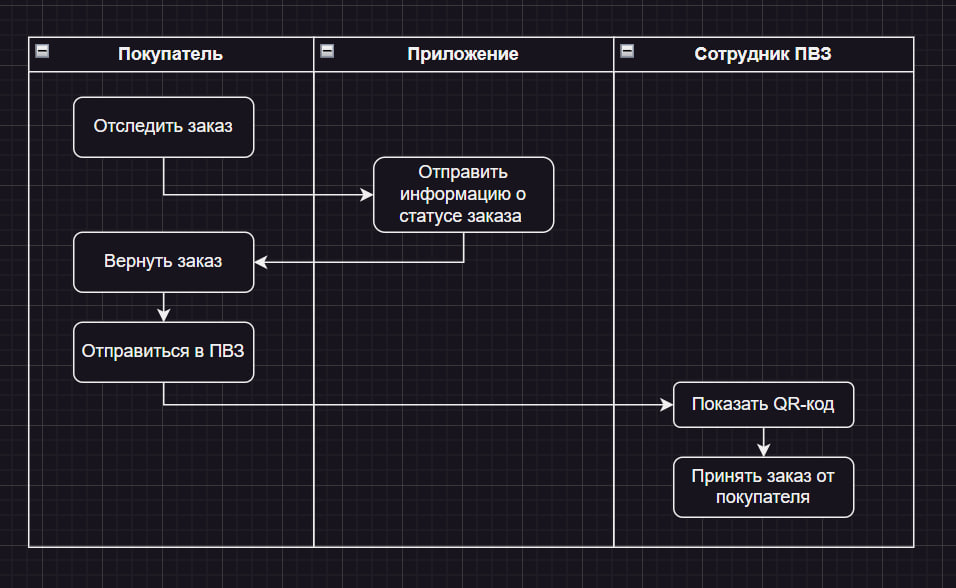 Покупатель
Приложение
Сотрудник ПВЗ
Отследить заказ
Отправить
информацию о
статусе заказа
Вернуть заказ
Отправиться в ПВЗ
Показать QR-код
Принять заказ от
покупателя